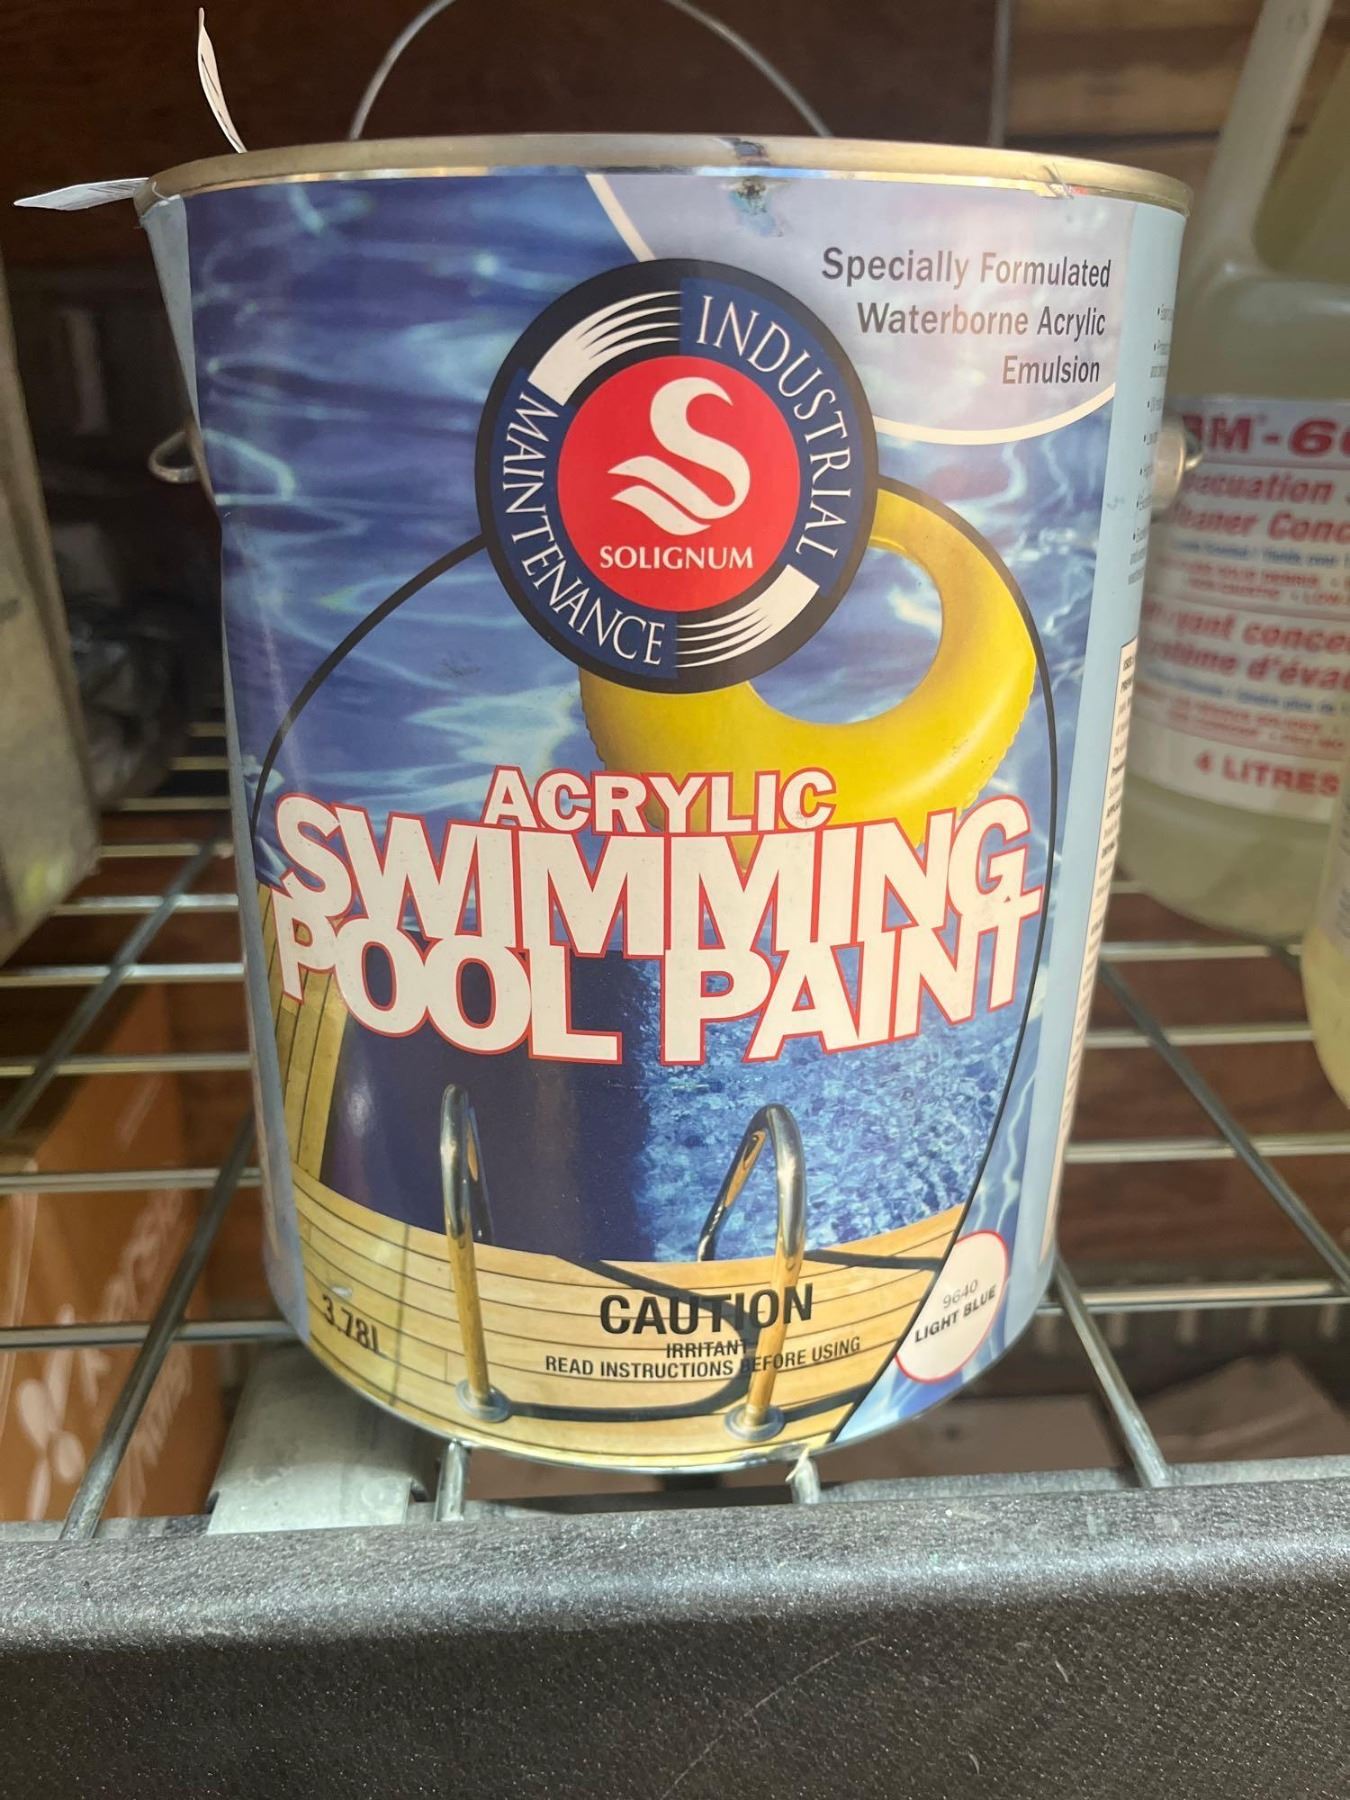 Specially Formulated
Waterborne Acrylic
Emulsion
INDUSTRIAL
MAINTENANCE
SOLIGNUM
ACRYLIC
SWIMMING
POOL PAINT
CAUTION
IRRITANT
READ INSTRUCTIONS BEFORE USING
3.78l
9640
LIGHT BLUE
4 LITRES